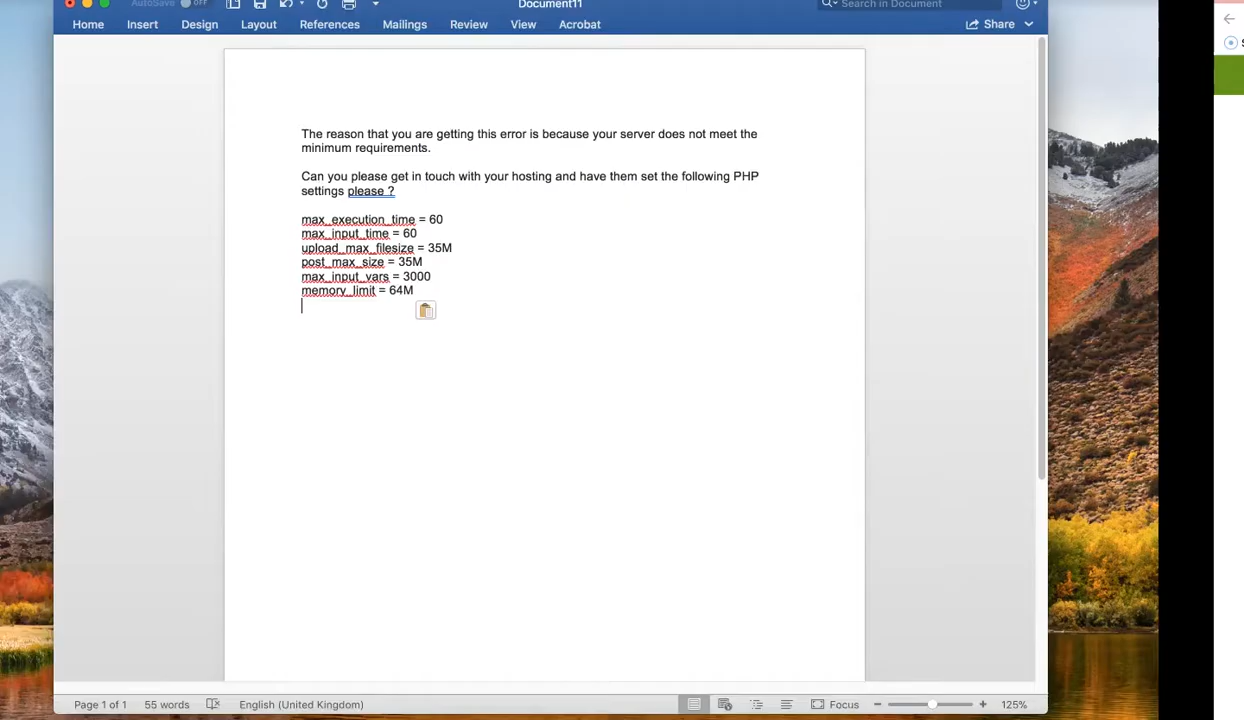 AutoSave OFF
Document11
Search in Document
Home Insert Design Layout References Mailings Review View Acrobat Share
The reason that you are getting this error is because your server does not meet the
minimum requirements.
Can you please get in touch with your hosting and have them set the following PHP
settings please ?
max_execution_time = 60
max_input_time = 60
upload_max_filesize = 35M
post_max_size = 35M
max_input_vars = 3000
memory_limit = 64M
Page 1 of 1 55 words English (United Kingdom) Focus 125%